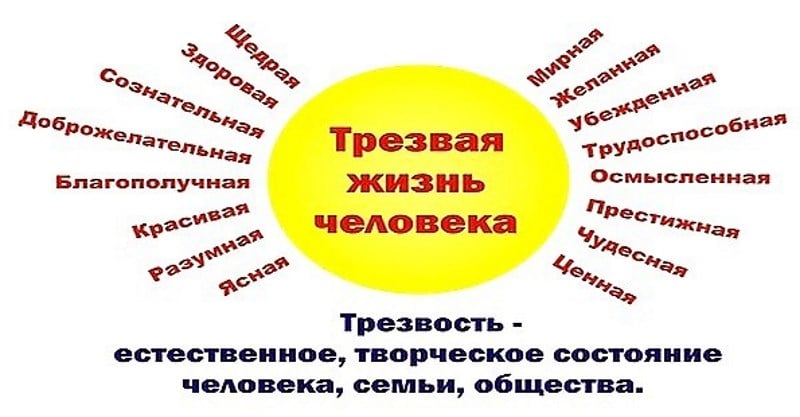 Щедрая
Здоровая
Сознательная
Доброжелательная
Благополучная
Красивая
Разумная
Ясная
Трезвая
жизнь
человека
Мирная
Желанная
Убежденная
Трудоспособная
Осмысленная
Престижная
Чудесная
Ценная
Трезвость -
естественное, творческое состояние
человека, семьи, общества.